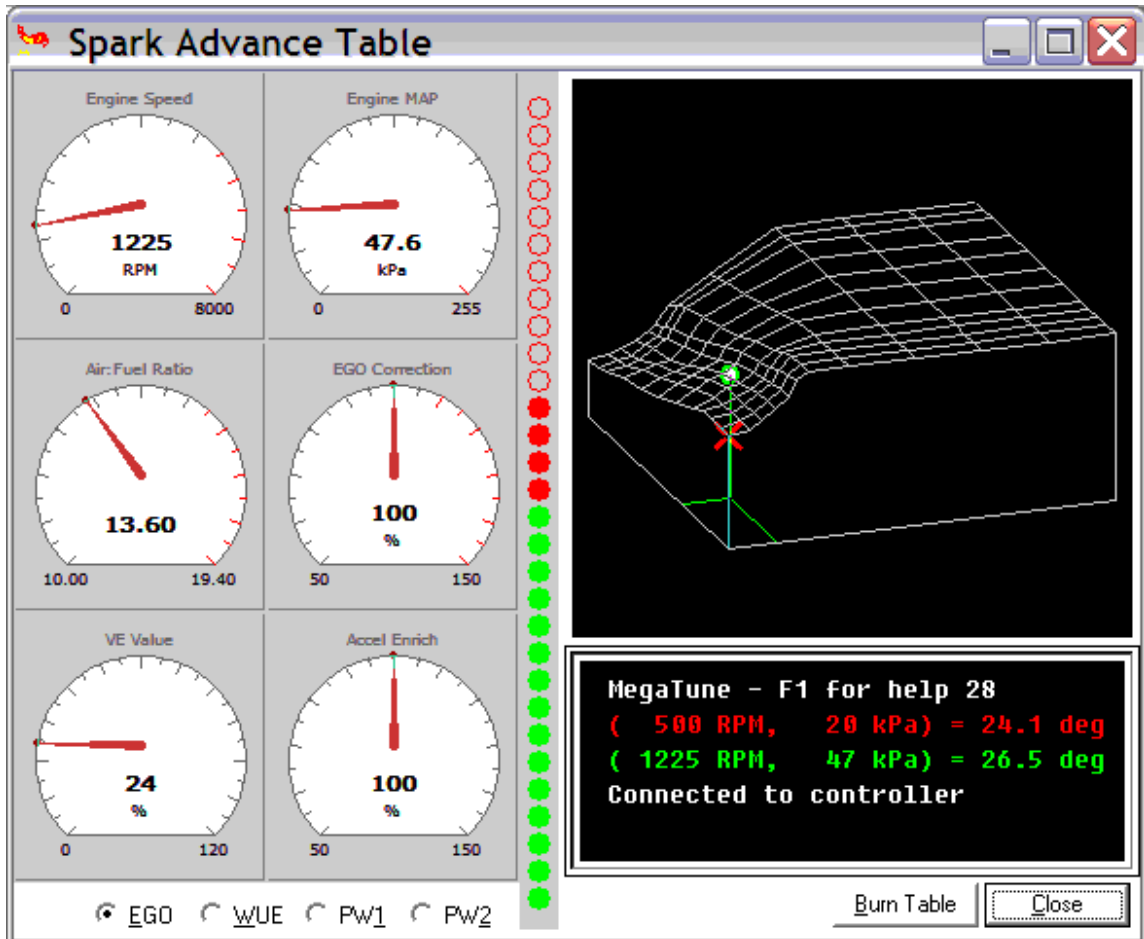 Spark Advance Table
Engine Speed
1225
RPM
0 8000
Engine MAP
47.6
kPa
0 255
Air:Fuel Ratio
13.60
10.00 19.40
EGO Correction
100
%
50 150
VE Value
24
%
0 120
Accel Enrich
100
%
50 150
EGO WUE PW1 PW2
MegaTune - F1 for help 28
( 500 RPM, 20 kPa) = 24.1 deg
( 1225 RPM, 47 kPa) = 26.5 deg
Connected to controller
Burn Table Close